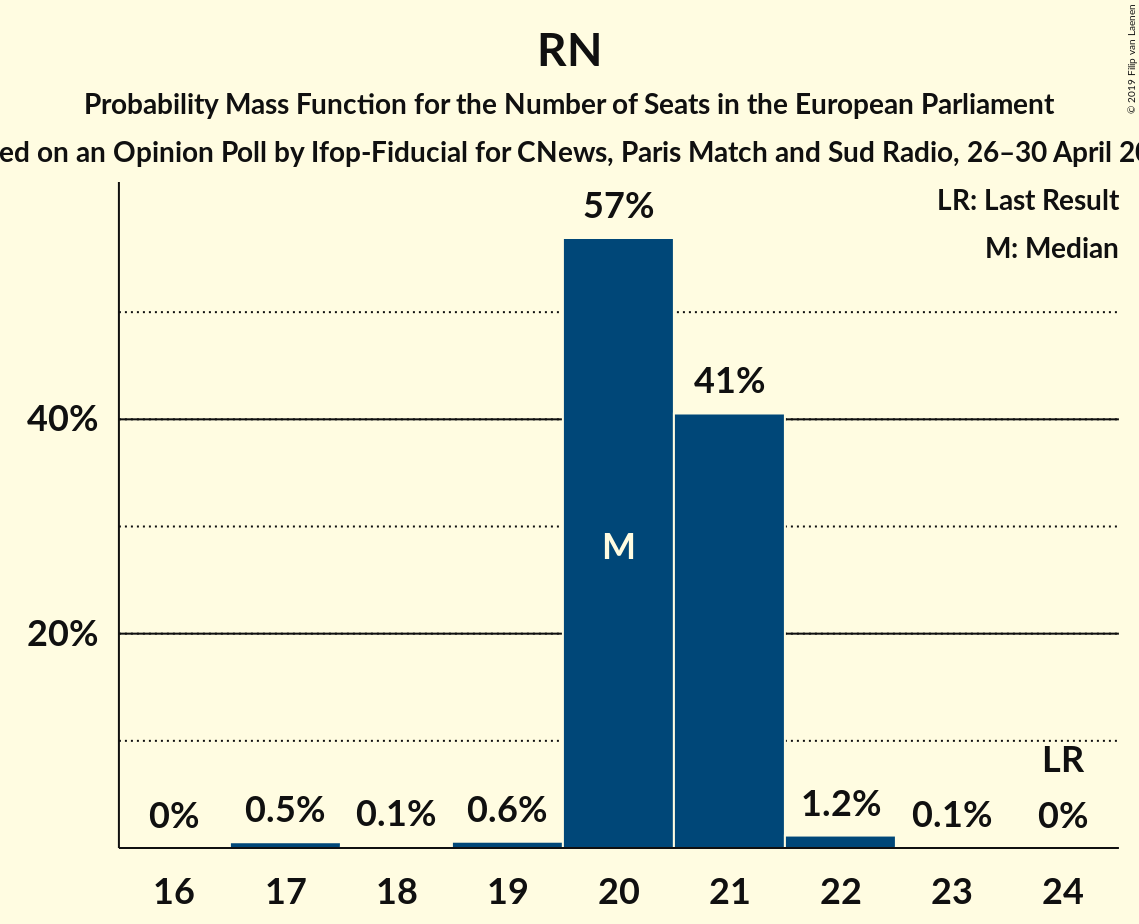 RN
Probability Mass Function for the Number of Seats in the European Parliament
ed on an Opinion Poll by Ifop-Fiducial for CNews, Paris Match and Sud Radio, 26–30 April 20
© 2019 Filip van Laenen
LR: Last Result
M: Median
57%
41%
40%
M
20%
LR
0% 0.5% 0.1% 0.6% 1.2% 0.1% 0%
16 17 18 19 20 21 22 23 24